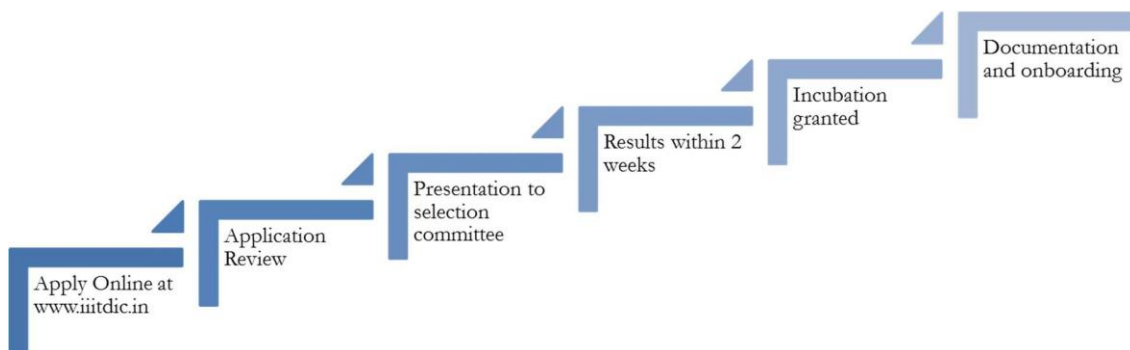 Apply Online at
www.iiitdic.in
Application
Review
Presentation to
selection
committee
Results within 2
weeks
Incubation
granted
Documentation
and onboarding